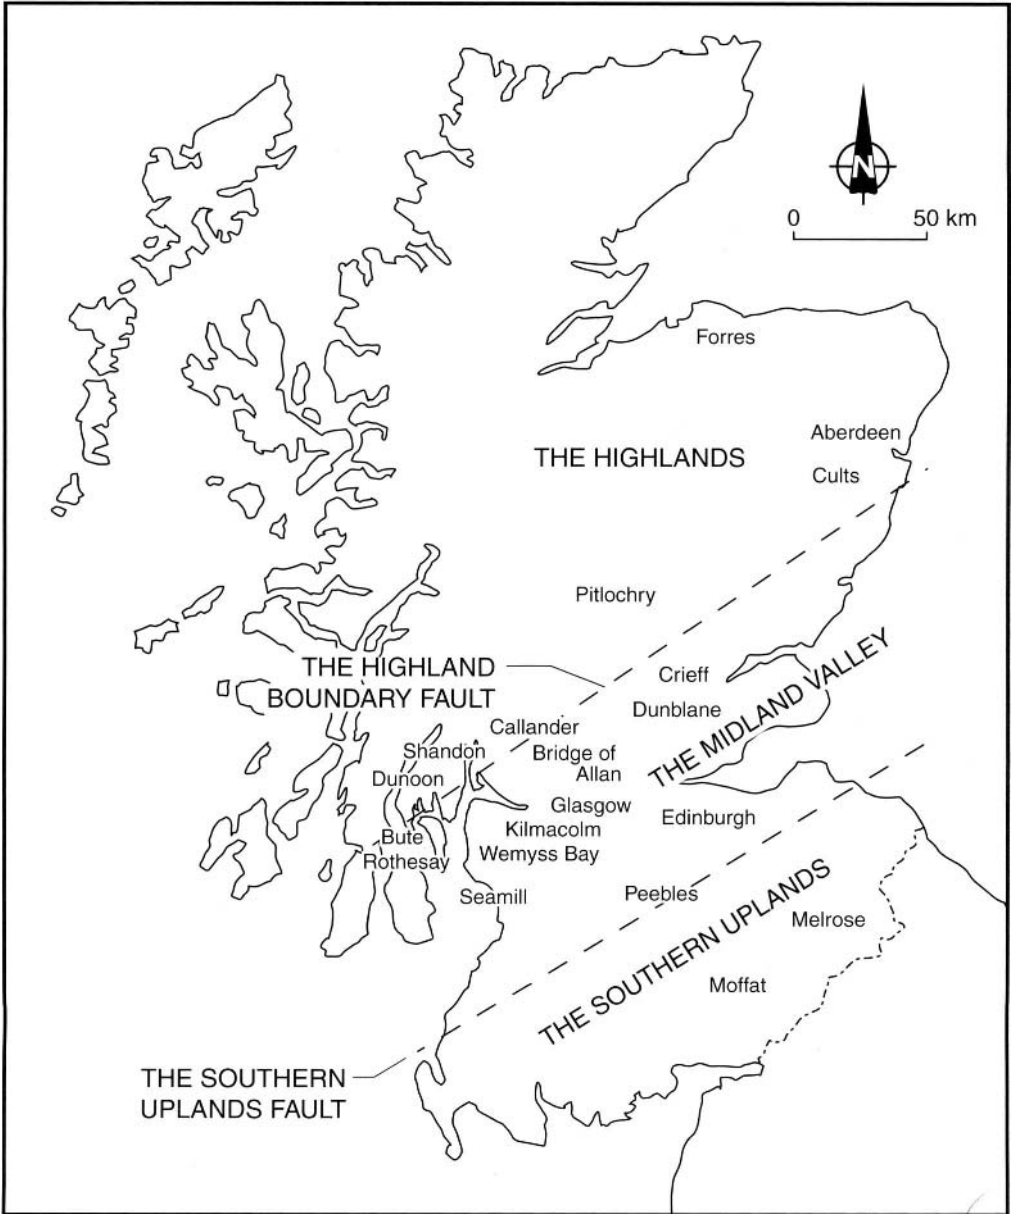 N
0 50 km
Forres
Aberdeen
THE HIGHLANDS
Cults
Pitlochry
THE HIGHLAND
BOUNDARY FAULT
Crieff
Dunblane
THE MIDLAND VALLEY
Callander
Shandon
Bridge of
Allan
Dunoon
Glasgow
Edinburgh
Kilmacolm
Bute
Wemyss Bay
Rothesay
Seamill
Peebles
Melrose
THE SOUTHERN UPLANDS
Moffat
THE SOUTHERN
UPLANDS FAULT